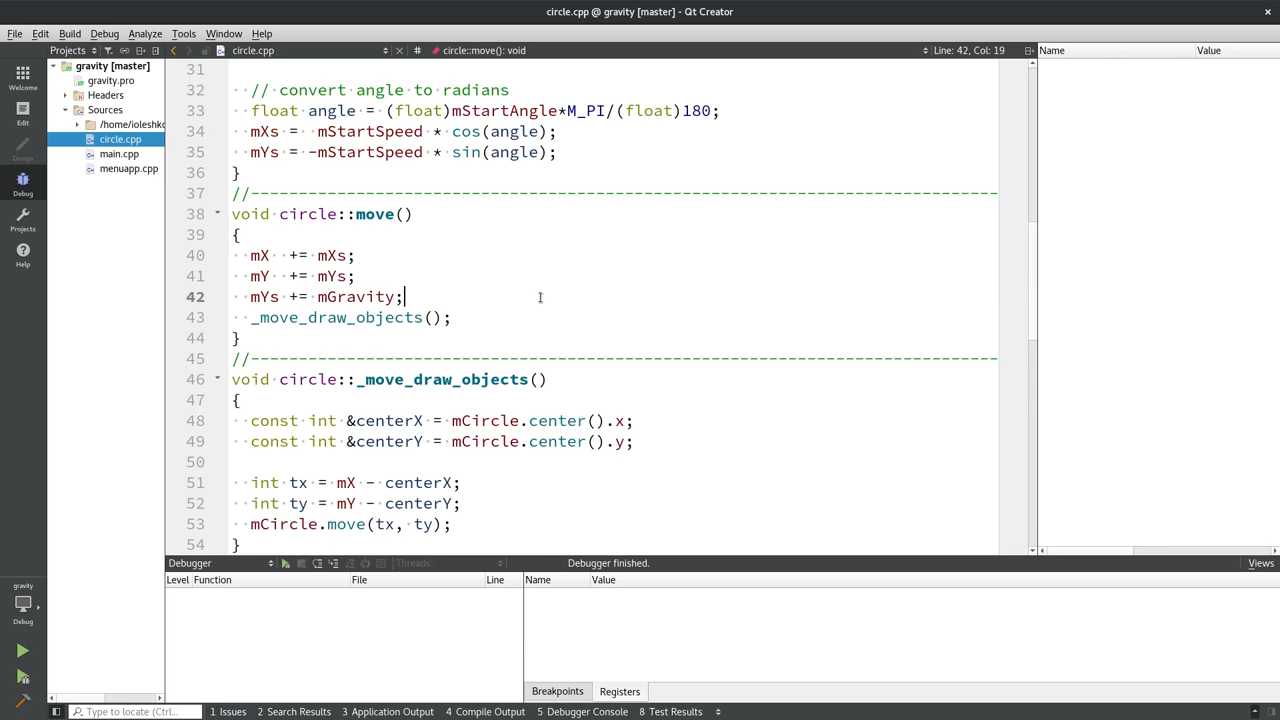 circle.cpp @ gravity [master] - Qt Creator
File Edit Build Debug Analyze Tools Window Help
Projects circle.cpp # circle::move(): void Line: 42, Col: 19 Name Value
Welcome
Edit
Design
Debug
Projects
Help
gravity
Debug
gravity [master]
gravity.pro
Headers
Sources
/home/ioleshko
circle.cpp
main.cpp
menuapp.cpp
31
32 // convert angle to radians
33 float angle = (float)mStartAngle*M_PI/(float)180;
34 mXs = mStartSpeed * cos(angle);
35 mYs = -mStartSpeed * sin(angle);
36 }
37 //------------------------------------------------------------------------------
38 void circle::move()
39 {
40 mX += mXs;
41 mY += mYs;
42 mYs += mGravity;
43 _move_draw_objects();
44 }
45 //------------------------------------------------------------------------------
46 void circle::_move_draw_objects()
47 {
48 const int &centerX = mCircle.center().x;
49 const int &centerY = mCircle.center().y;
50
51 int tx = mX - centerX;
52 int ty = mY - centerY;
53 mCircle.move(tx, ty);
54 }
Debugger Threads: Debugger finished. Views
Level Function File Line Name Value
Breakpoints Registers
Type to locate (Ctrl... 1 Issues 2 Search Results 3 Application Output 4 Compile Output 5 Debugger Console 8 Test Results